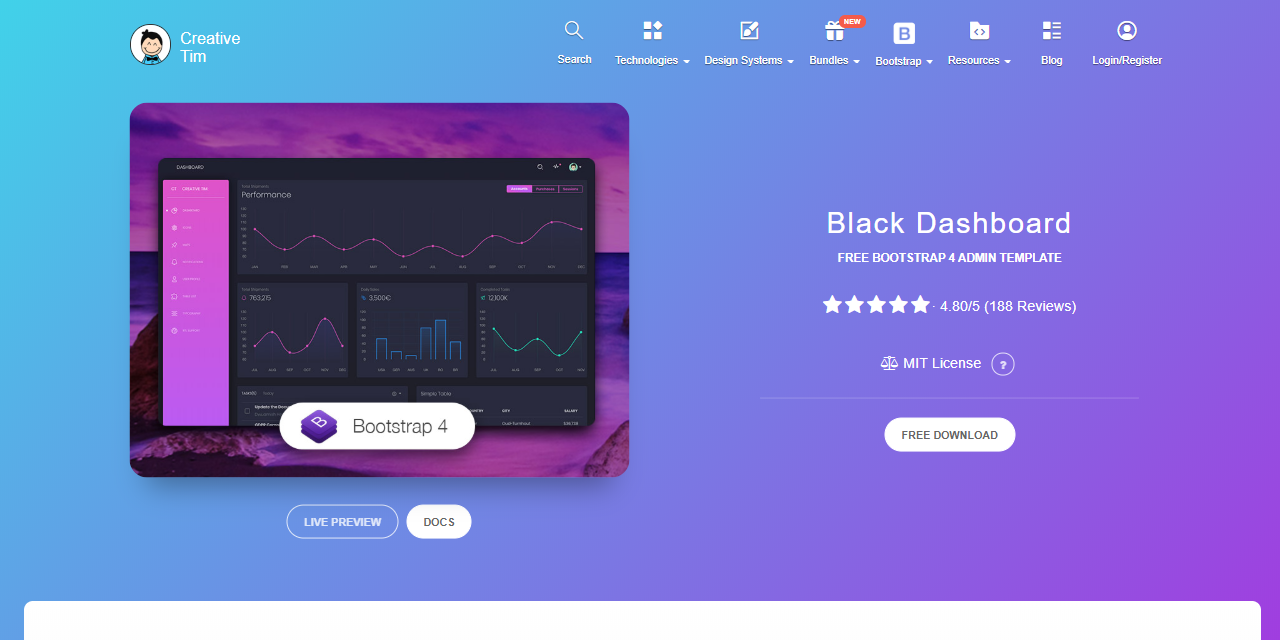 Creative
Tim
NEW
B
Search
Technologies
Design Systems
Bundles
Bootstrap
Resources
Blog
Login/Register
DASHBOARD
CREATIVE TIM
Total Shipments
Performance
Total Shipments
763,215
Daily Sales
3,500€
Completed Tasks
12,100K
Simple Table
CITY
SALARY
B
Bootstrap 4
LIVE PREVIEW
DOCS
Black Dashboard
FREE BOOTSTRAP 4 ADMIN TEMPLATE
· 4.80/5 (188 Reviews)
MIT License
?
FREE DOWNLOAD